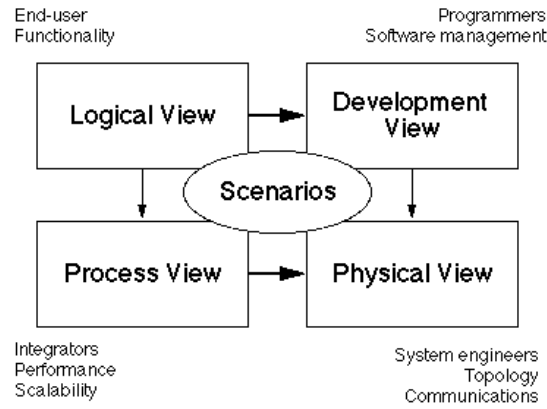 End-user
Functionality
Programmers
Software management
Logical View
Development
View
Scenarios
Process View
Physical View
Integrators
Performance
Scalability
System engineers
Topology
Communications